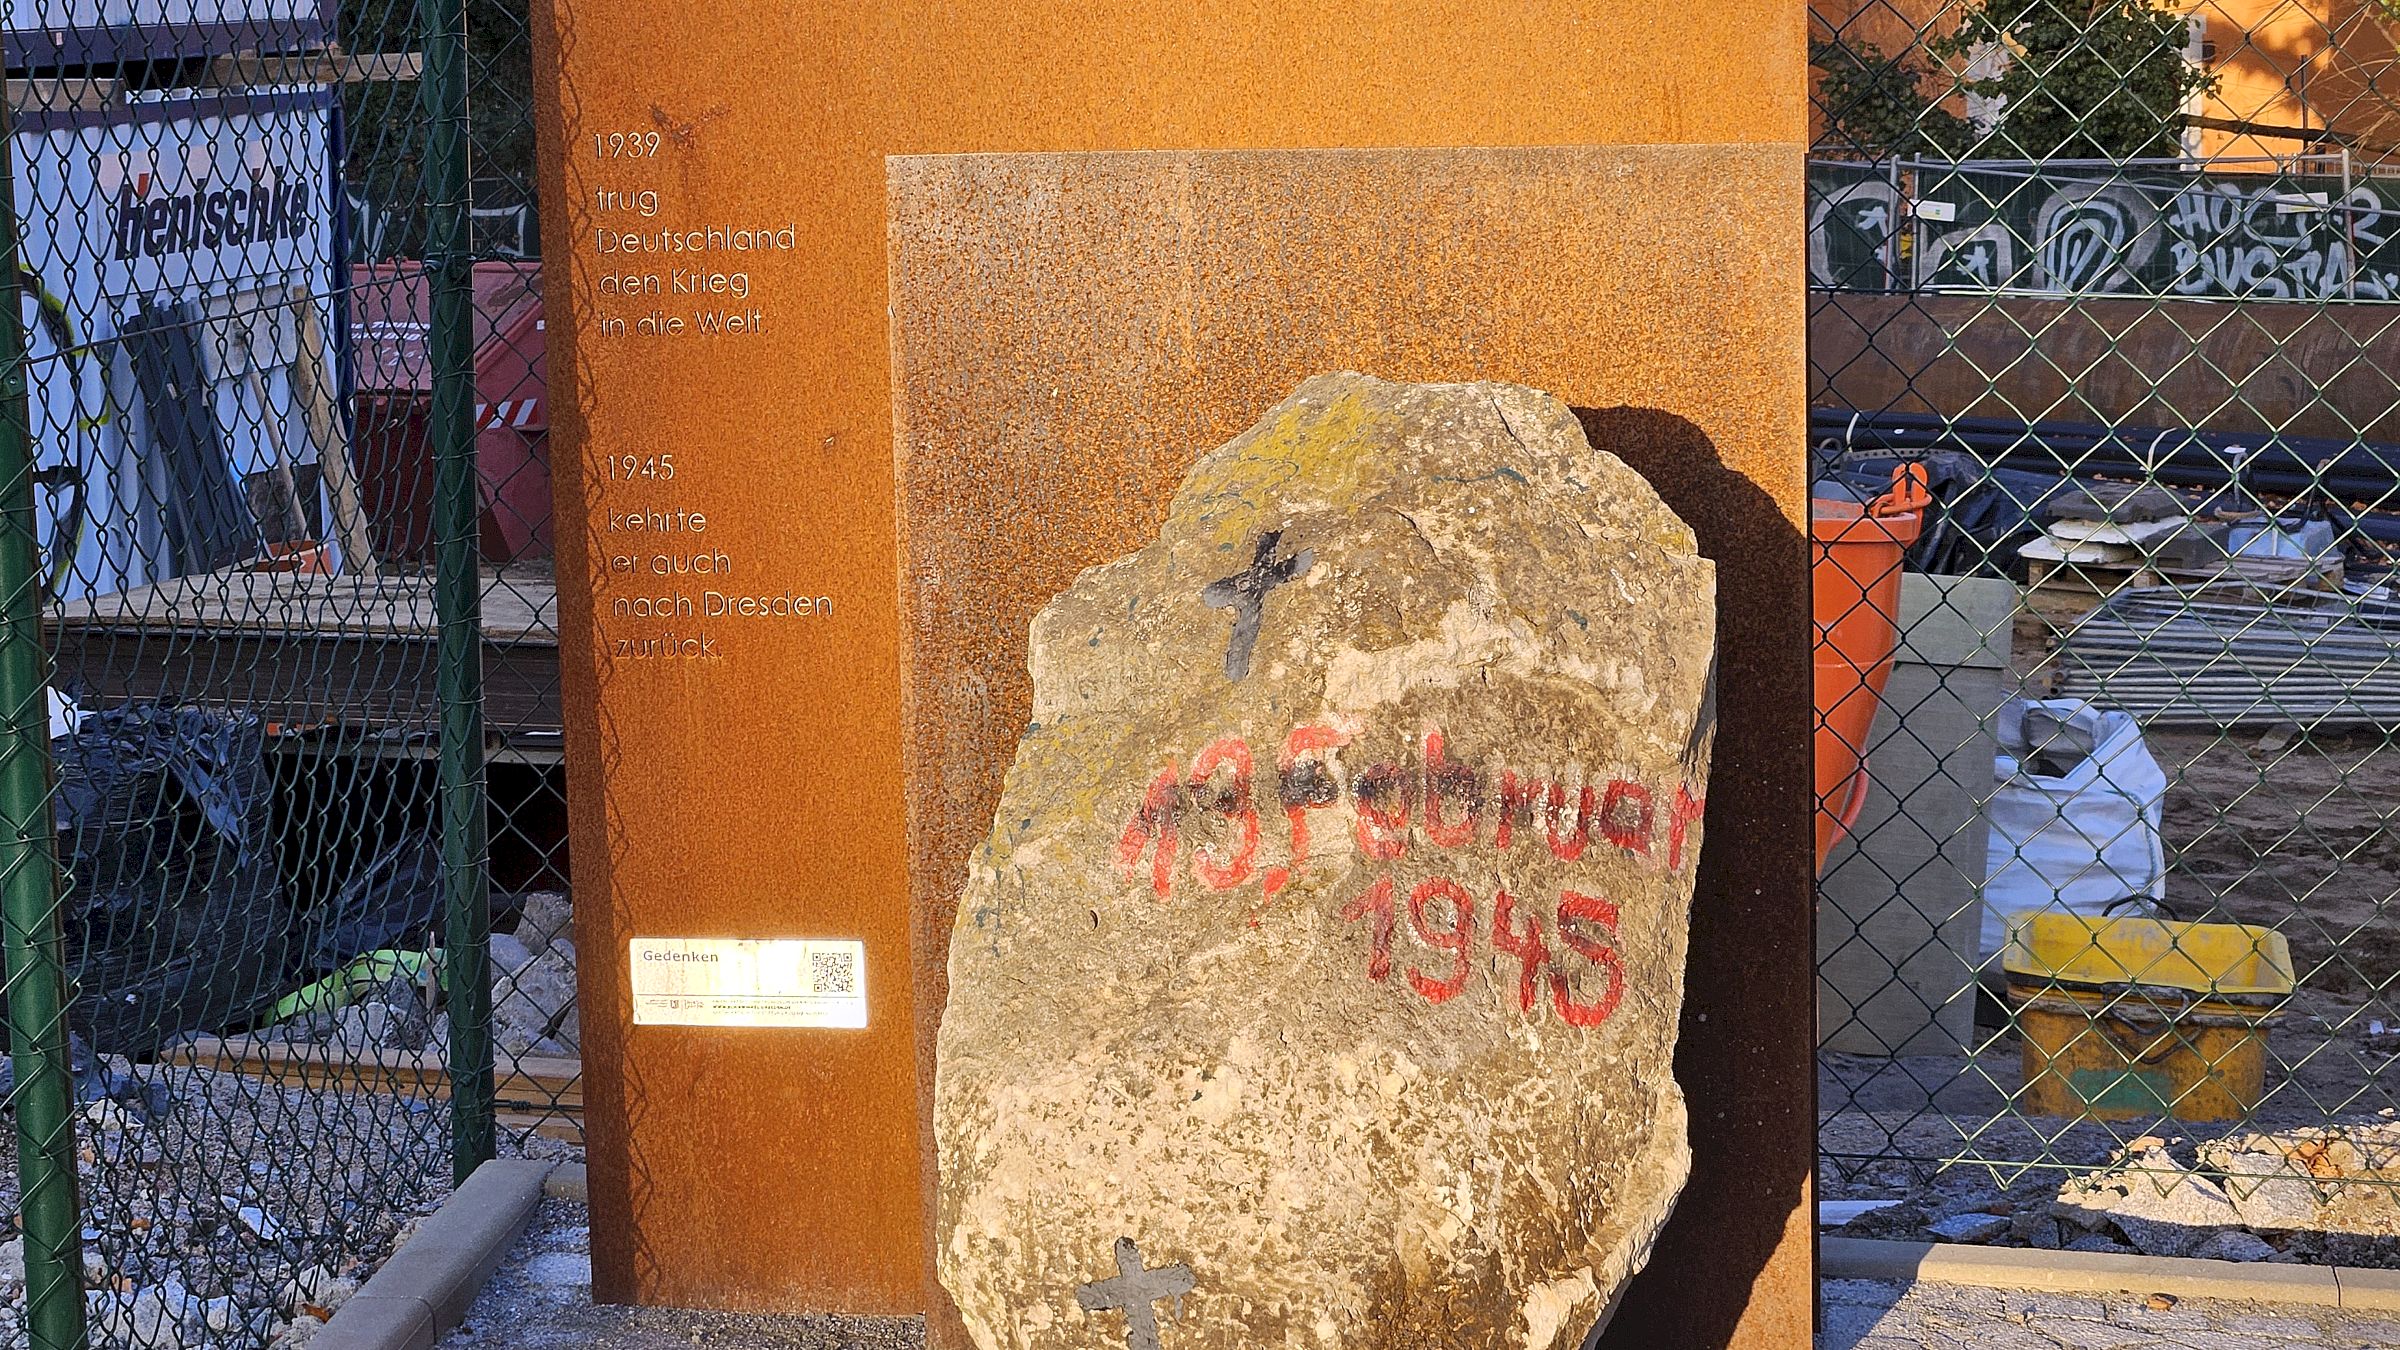 hentschke
1939
trug
Deutschland
den Krieg
in die Welt,
1945
kehrte
er auch
nach Dresden
zurück.
13. Februar
1945
Gedenken